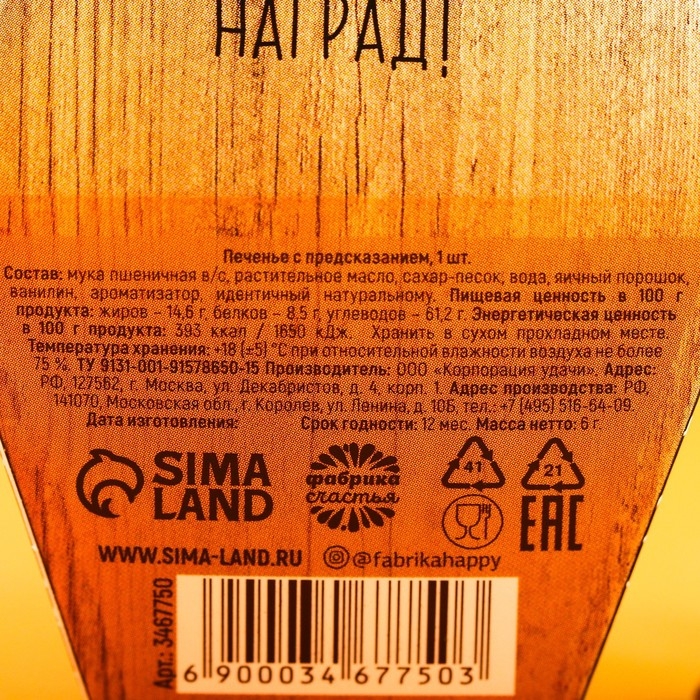 НАГРАД!
Печенье с предсказанием, 1 шт.
Состав: мука пшеничная в/с, растительное масло, сахар-песок, вода, яичный порошок,
ванилин, ароматизатор, идентичный натуральному. Пищевая ценность в 100 г
продукта: жиров – 14,6 г, белков – 8,5 г, углеводов – 61,2 г. Энергетическая ценность
в 100 г продукта: 393 ккал / 1650 кДж. Хранить в сухом прохладном месте.
Температура хранения: +18 (±5) °С при относительной влажности воздуха не более
75 %. ТУ 9131-001-91578650-15 Производитель: ООО «Корпорация удачи». Адрес:
РФ, 127562, г. Москва, ул. Декабристов, д. 4, корп. 1. Адрес производства: РФ,
141070, Московская обл., г. Королёв, ул. Ленина, д. 10Б, тел.: +7 (495) 516-64-09.
Дата изготовления: Срок годности: 12 мес. Масса нетто: 6 г.
SIMA LAND
фабрика счастья
41
21
EAC
WWW.SIMA-LAND.RU @fabrikahappy
Арт.: 3467750
6 900034 677503